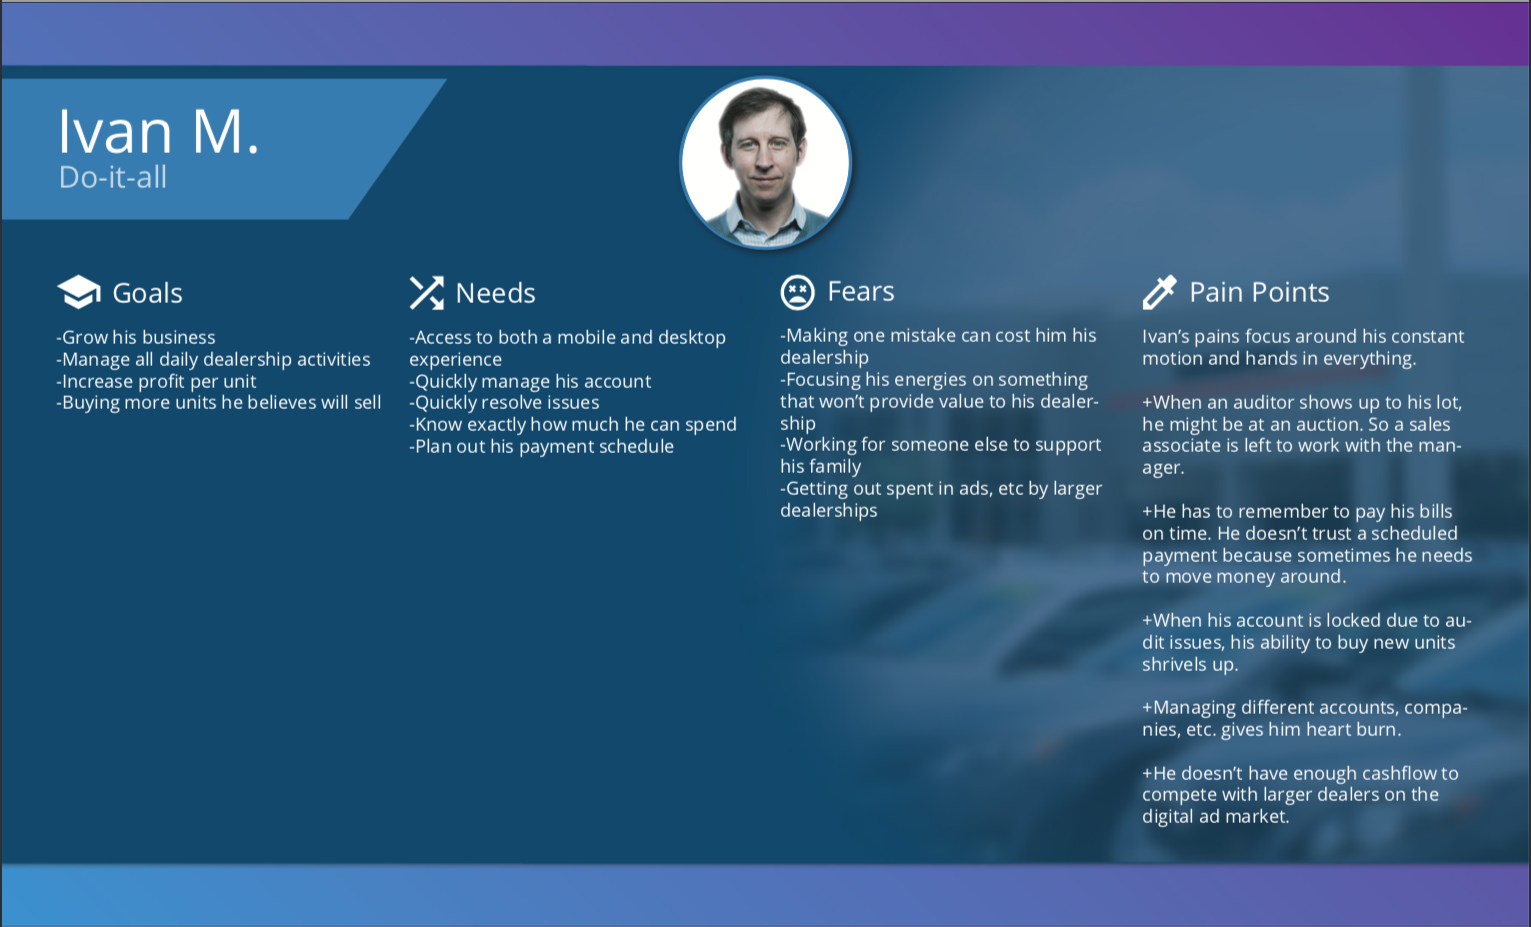 Ivan M.
Do-it-all
Goals
-Grow his business
-Manage all daily dealership activities
-Increase profit per unit
-Buying more units he believes will sell
Needs
-Access to both a mobile and desktop
experience
-Quickly manage his account
-Quickly resolve issues
-Know exactly how much he can spend
-Plan out his payment schedule
Fears
-Making one mistake can cost him his
dealership
-Focusing his energies on something
that won’t provide value to his dealer-
ship
-Working for someone else to support
his family
-Getting out spent in ads, etc by larger
dealerships
Pain Points
Ivan’s pains focus around his constant
motion and hands in everything.
+When an auditor shows up to his lot,
he might be at an auction. So a sales
associate is left to work with the man-
ager.
+He has to remember to pay his bills
on time. He doesn’t trust a scheduled
payment because sometimes he needs
to move money around.
+When his account is locked due to au-
dit issues, his ability to buy new units
shrivels up.
+Managing different accounts, compa-
nies, etc. gives him heart burn.
+He doesn’t have enough cashflow to
compete with larger dealers on the
digital ad market.